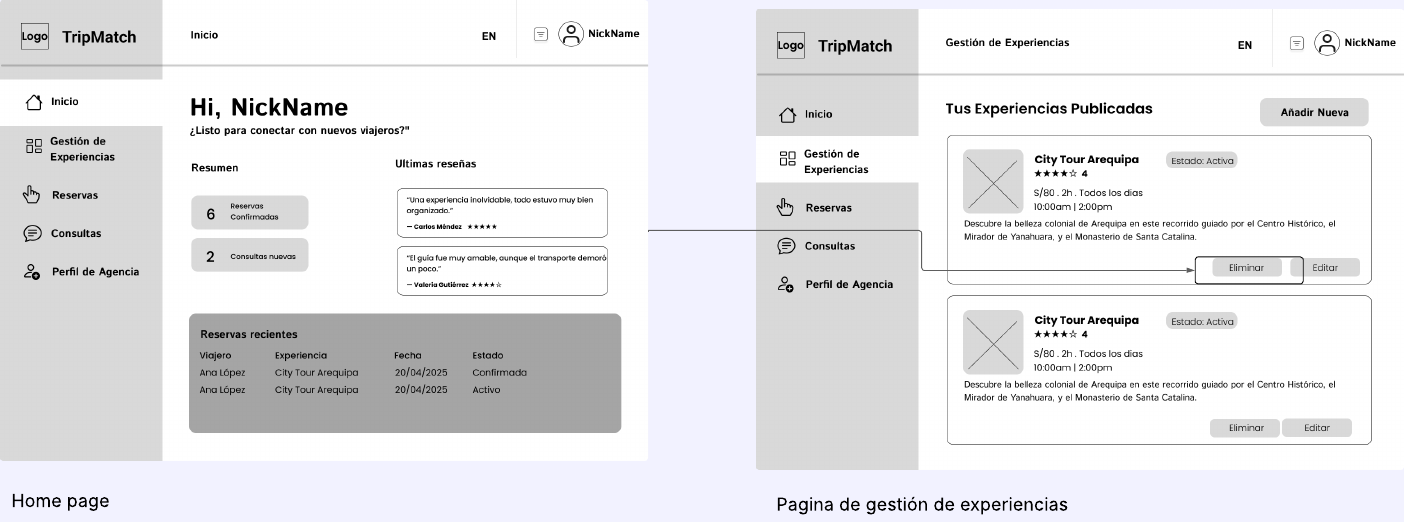 Logo TripMatch
Inicio
EN
NickName
Inicio
Gestión de
Experiencias
Reservas
Consultas
Perfil de Agencia
Hi, NickName
¿Listo para conectar con nuevos viajeros?"
Resumen
6 Reservas
Confirmadas
2 Consultas nuevas
Ultimas reseñas
“Una experiencia inolvidable, todo estuvo muy bien
organizado.”
— Carlos Méndez ★★★★★
“El guía fue muy amable, aunque el transporte demoró
un poco.”
— Valeria Gutiérrez ★★★★☆
Reservas recientes
Viajero Experiencia Fecha Estado
Ana López City Tour Arequipa 20/04/2025 Confirmada
Ana López City Tour Arequipa 20/04/2025 Activo
Home page
Logo TripMatch
Gestión de Experiencias
EN
NickName
Inicio
Gestión de
Experiencias
Reservas
Consultas
Perfil de Agencia
Tus Experiencias Publicadas
Añadir Nueva
City Tour Arequipa Estado: Activa
★★★★☆ 4
S/80 . 2h . Todos los dias
10:00am | 2:00pm
Descubre la belleza colonial de Arequipa en este recorrido guiado por el Centro Histórico, el
Mirador de Yanahuara, y el Monasterio de Santa Catalina.
Eliminar Editar
City Tour Arequipa Estado: Activa
★★★★☆ 4
S/80 . 2h . Todos los dias
10:00am | 2:00pm
Descubre la belleza colonial de Arequipa en este recorrido guiado por el Centro Histórico, el
Mirador de Yanahuara, y el Monasterio de Santa Catalina.
Eliminar Editar
Pagina de gestión de experiencias